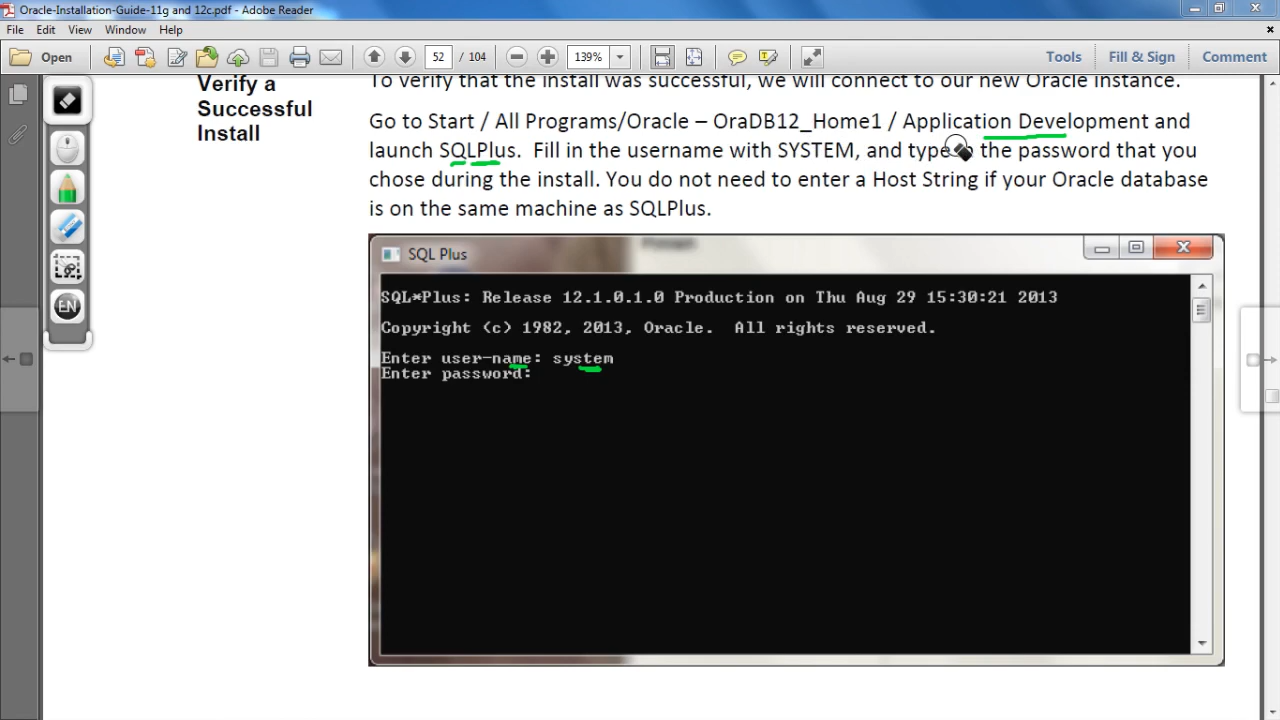 Oracle-Installation-Guide-11g and 12c.pdf - Adobe Reader
File Edit View Window Help
Open 52 / 104 139% Tools Fill & Sign Comment
Verify a
Successful
Install
To verify that the install was successful, we will connect to our new Oracle instance.
Go to Start / All Programs/Oracle – OraDB12_Home1 / Application Development and
launch SQLPlus. Fill in the username with SYSTEM, and type the password that you
chose during the install. You do not need to enter a Host String if your Oracle database
is on the same machine as SQLPlus.
SQL Plus
SQL*Plus: Release 12.1.0.1.0 Production on Thu Aug 29 15:30:21 2013
Copyright (c) 1982, 2013, Oracle. All rights reserved.
Enter user-name: system
Enter password:
EN